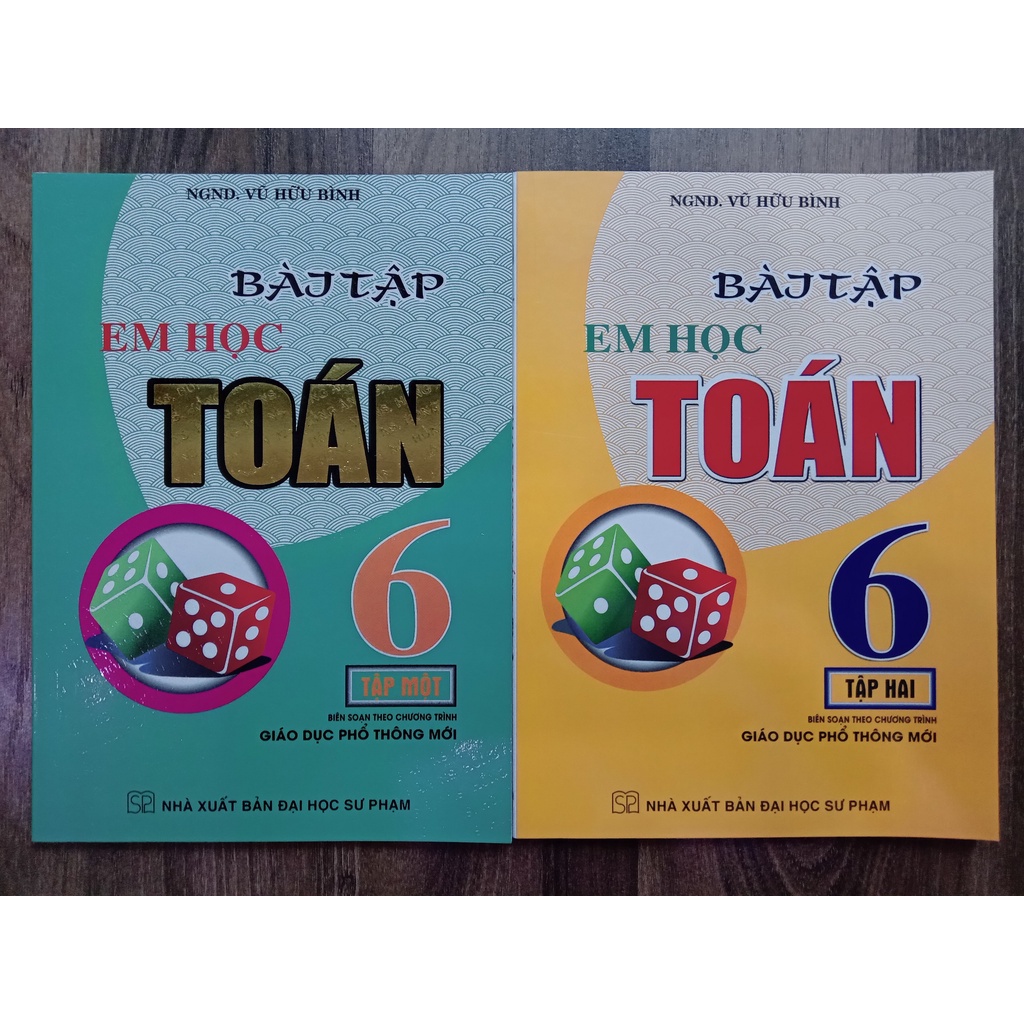 NGND. VŨ HỮU BÌNH
BÀI TẬP
EM HỌC
TOÁN
6
TẬP MỘT
BIÊN SOẠN THEO CHƯƠNG TRÌNH
GIÁO DỤC PHỔ THÔNG MỚI
SP NHÀ XUẤT BẢN ĐẠI HỌC SƯ PHẠM
NGND. VŨ HỮU BÌNH
BÀI TẬP
EM HỌC
TOÁN
6
TẬP HAI
BIÊN SOẠN THEO CHƯƠNG TRÌNH
GIÁO DỤC PHỔ THÔNG MỚI
SP NHÀ XUẤT BẢN ĐẠI HỌC SƯ PHẠM